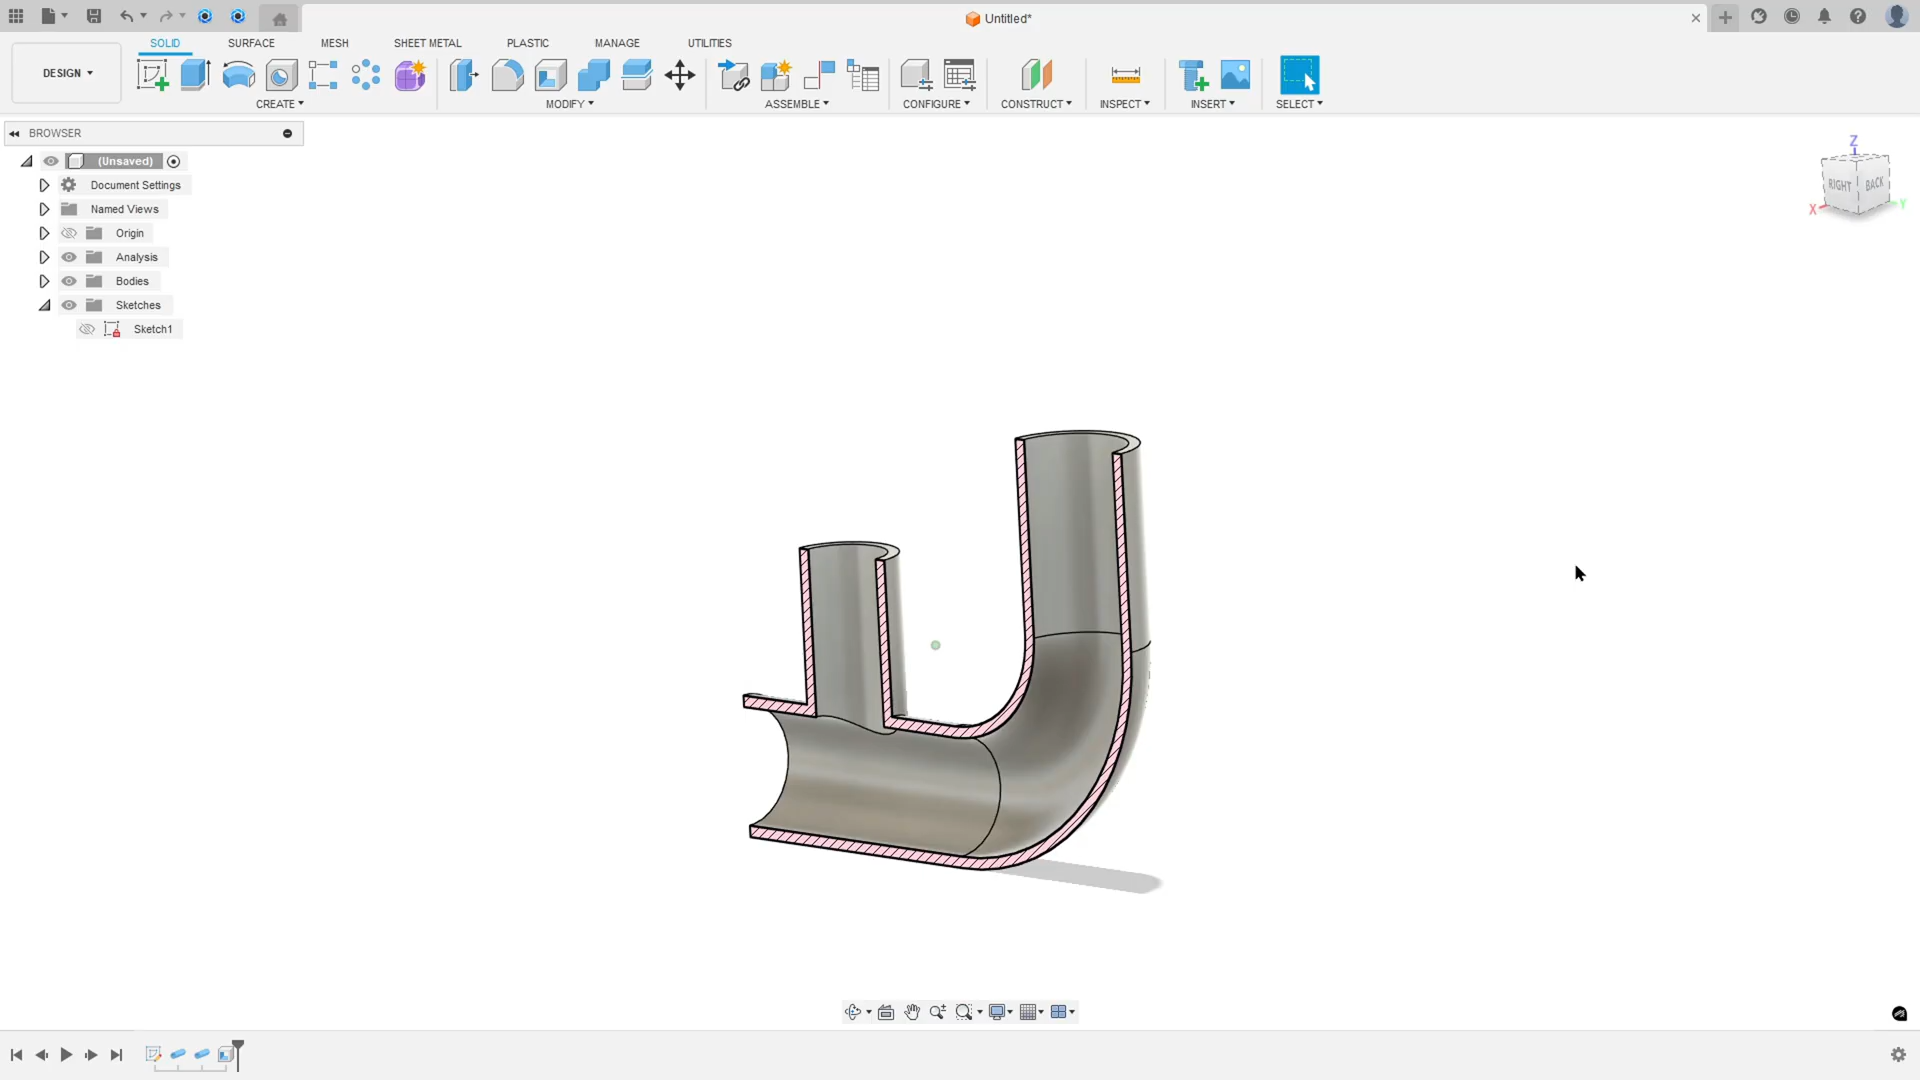 Untitled*
DESIGN
SOLID
SURFACE
MESH
SHEET METAL
PLASTIC
MANAGE
UTILITIES
CREATE
MODIFY
ASSEMBLE
CONFIGURE
CONSTRUCT
INSPECT
INSERT
SELECT
BROWSER
(Unsaved)
Document Settings
Named Views
Origin
Analysis
Bodies
Sketches
Sketch1
Z
RIGHT
BACK
X
Y